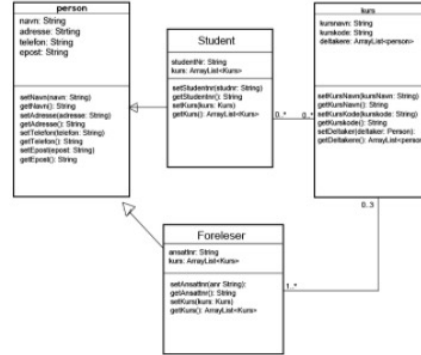 person
navn: String
adresse: String
telefon: String
epost: String
setNavn(navn: String)
getNavn(): String
setAdresse(adresse: String)
getAdresse(): String
setTelefon(telefon: String)
getTelefon(): String
setEpost(epost: String)
getEpost(): String
Student
studentNr: String
kurs: ArrayList<Kurs>
setStudentnr(studnr: String)
getStudentnr(): String
setKurs(kurs: Kurs)
getKurs(): ArrayList<Kurs>
0..*
0..*
kurs
kursnavn: String
kurskode: String
deltakere: ArrayList<person>
setKursNavn(kursNavn: String)
getKursNavn(): String
setKursKode(kurskode: String)
getKurskode(): String
setDeltaker(deltaker: Person):
getDeltakere(): ArrayList<person
0..3
Foreleser
ansattnr: String
kurs: ArrayList<Kurs>
setAnsattnr(anr String):
getAnsattnr(): String
setKurs(kurs: Kurs)
getKurs(): ArrayList<Kurs>
1..*